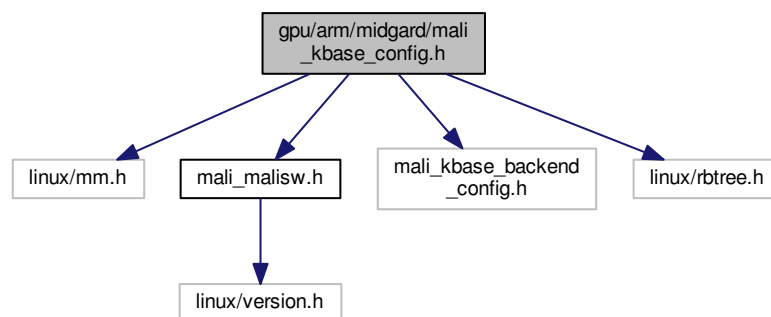 gpu/arm/midgard/mali
_kbase_config.h
linux/mm.h
mali_malisw.h
mali_kbase_backend
_config.h
linux/rbtree.h
linux/version.h